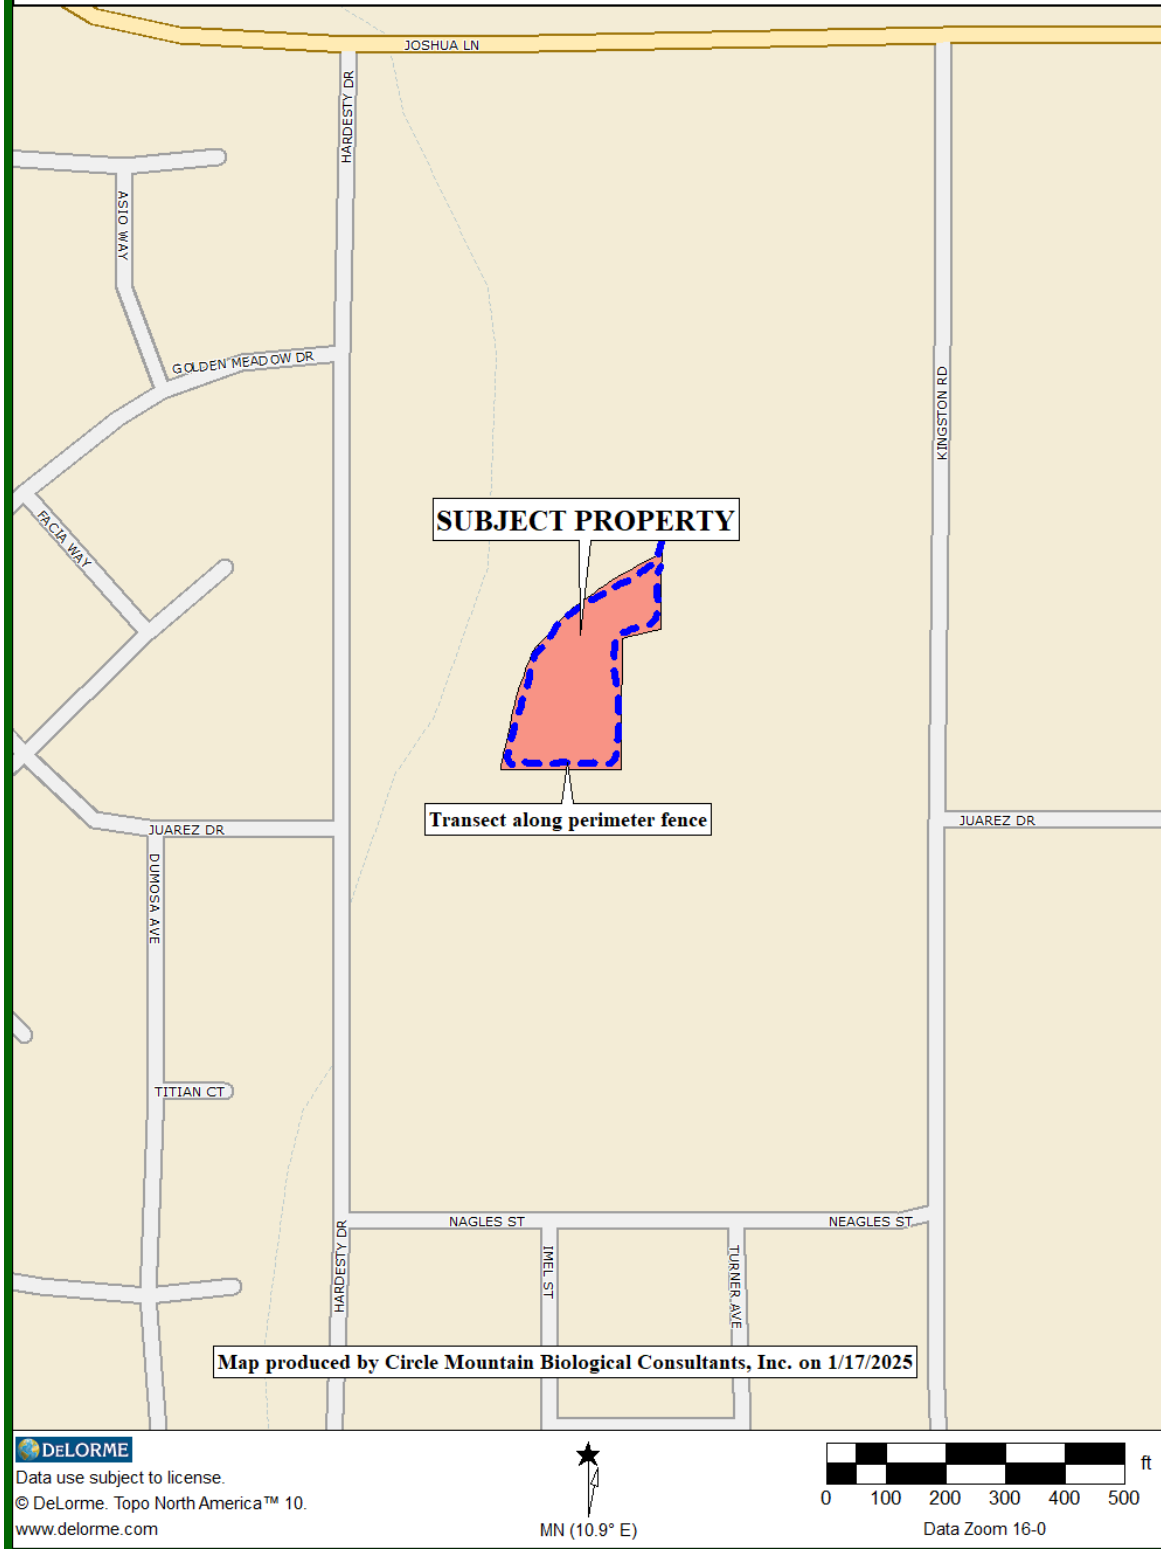 JOSHUA LN
HARDESTY DR
ASIO WAY
GOLDEN MEADOW DR
KINGSTON RD
SUBJECT PROPERTY
FACIA WAY
Transect along perimeter fence
JUAREZ DR
JUAREZ DR
DUMOSA AVE
TITIAN CT
NAGLES ST
NEAGLES ST
HARDESTY DR
IMEL ST
TURNER AVE
Map produced by Circle Mountain Biological Consultants, Inc. on 1/17/2025
DELORME
Data use subject to license.
© DeLorme. Topo North America™ 10.
www.delorme.com
MN (10.9° E)
ft
0 100 200 300 400 500
Data Zoom 16-0